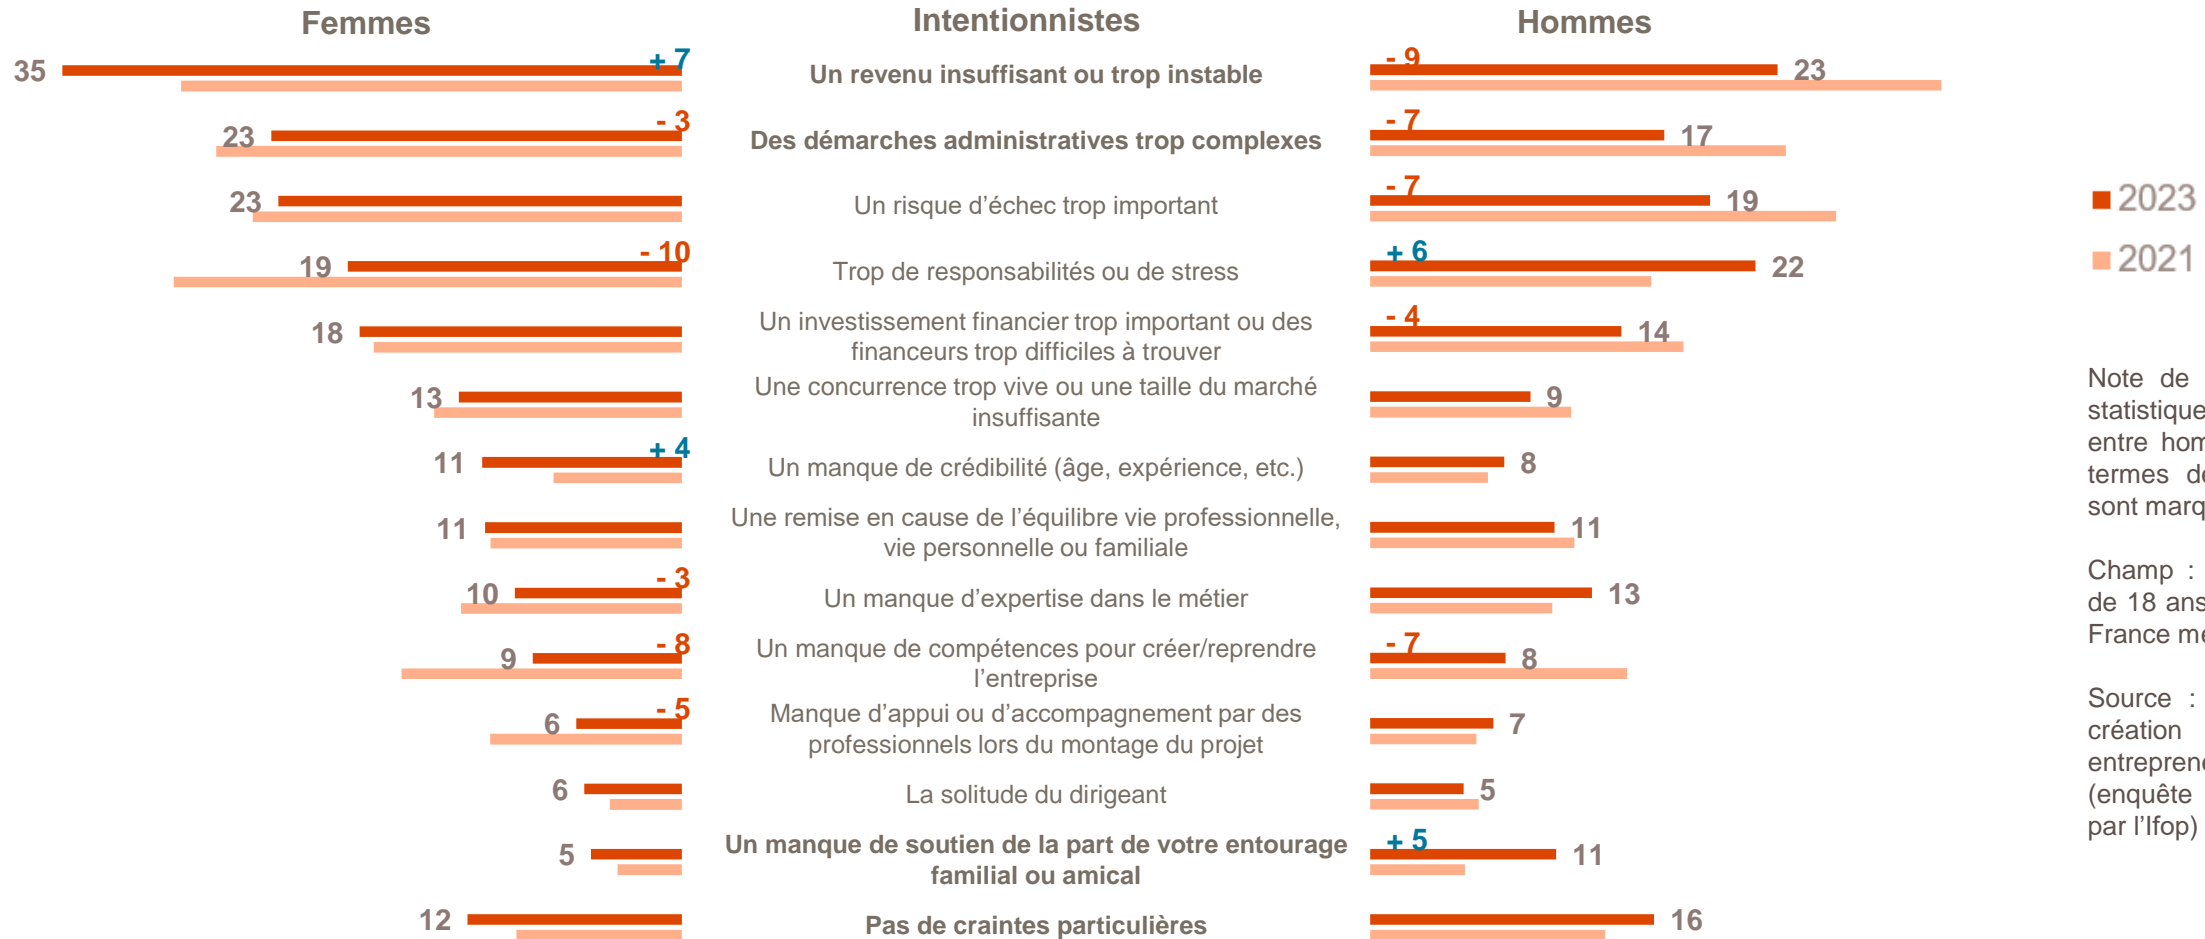 Femmes Intentionnistes Hommes
35 + 7 Un revenu insuffisant ou trop instable - 9 23
23 - 3 Des démarches administratives trop complexes - 7 17
23 Un risque d'échec trop important - 7 19
19 - 10 Trop de responsabilités ou de stress + 6 22
18 Un investissement financier trop important ou des - 4 14
financeurs trop difficiles à trouver
13 Une concurrence trop vive ou une taille du marché 9
insuffisante
11 + 4 Un manque de crédibilité (âge, expérience, etc.) 8
11 Une remise en cause de l'équilibre vie professionnelle, 11
vie personnelle ou familiale
10 - 3 Un manque d'expertise dans le métier 13
9 - 8 Un manque de compétences pour créer/reprendre - 7 8
l'entreprise
6 - 5 Manque d'appui ou d'accompagnement par des 7
professionnels lors du montage du projet
6 La solitude du dirigeant 5
5 Un manque de soutien de la part de votre entourage + 5 11
familial ou amical
12 Pas de craintes particulières 16
2023
2021
Note de
statistique
entre
termes
sont
Champ :
de 18 ans
France
Source :
création
(enquête
par l'Ifop)